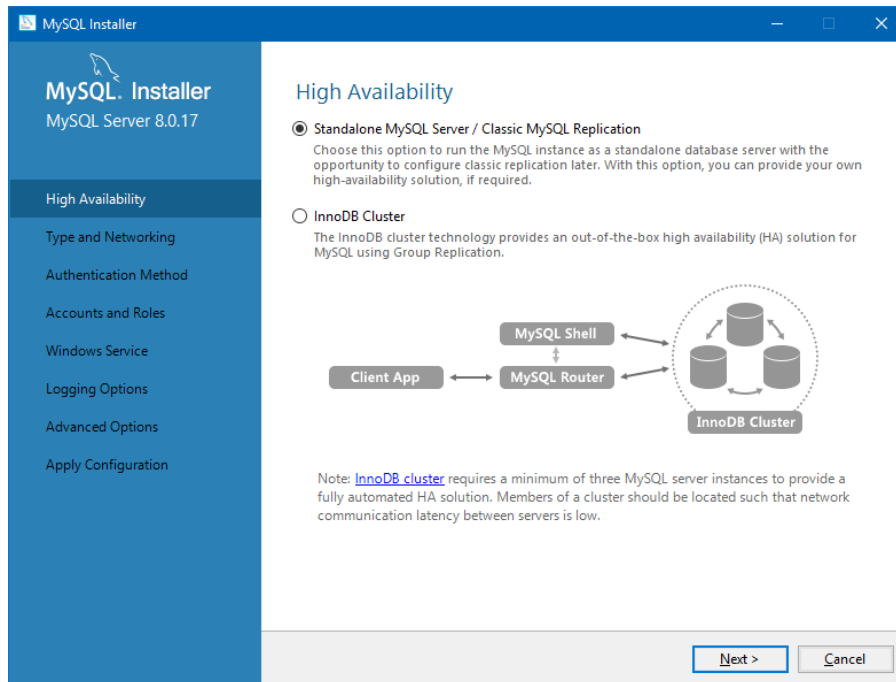 MySQL Installer
MySQL. Installer
MySQL Server 8.0.17
High Availability
Type and Networking
Authentication Method
Accounts and Roles
Windows Service
Logging Options
Advanced Options
Apply Configuration
High Availability
Standalone MySQL Server / Classic MySQL Replication
Choose this option to run the MySQL instance as a standalone database server with the
opportunity to configure classic replication later. With this option, you can provide your own
high-availability solution, if required.
InnoDB Cluster
The InnoDB cluster technology provides an out-of-the-box high availability (HA) solution for
MySQL using Group Replication.
MySQL Shell
Client App
MySQL Router
InnoDB Cluster
Note: InnoDB cluster requires a minimum of three MySQL server instances to provide a
fully automated HA solution. Members of a cluster should be located such that network
communication latency between servers is low.
Next >
Cancel